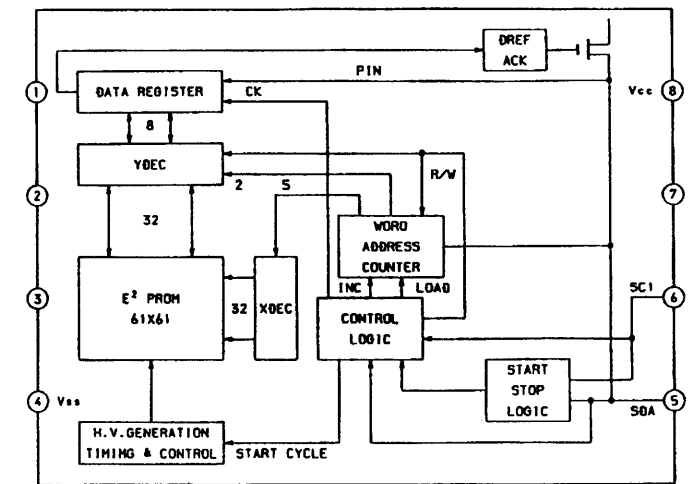 DREF
ACK
PIN
1
DATA REGISTER
CK
Vcc
8
8
YDEC
R/W
2
2
5
7
32
WORD
ADDRESS
COUNTER
E² PROM
61X61
32
XDEC
INC
LOAD
SC1
3
6
CONTROL
LOGIC
START
STOP
LOGIC
4
Vss
SDA
5
H.V.GENERATION
TIMING & CONTROL
START CYCLE